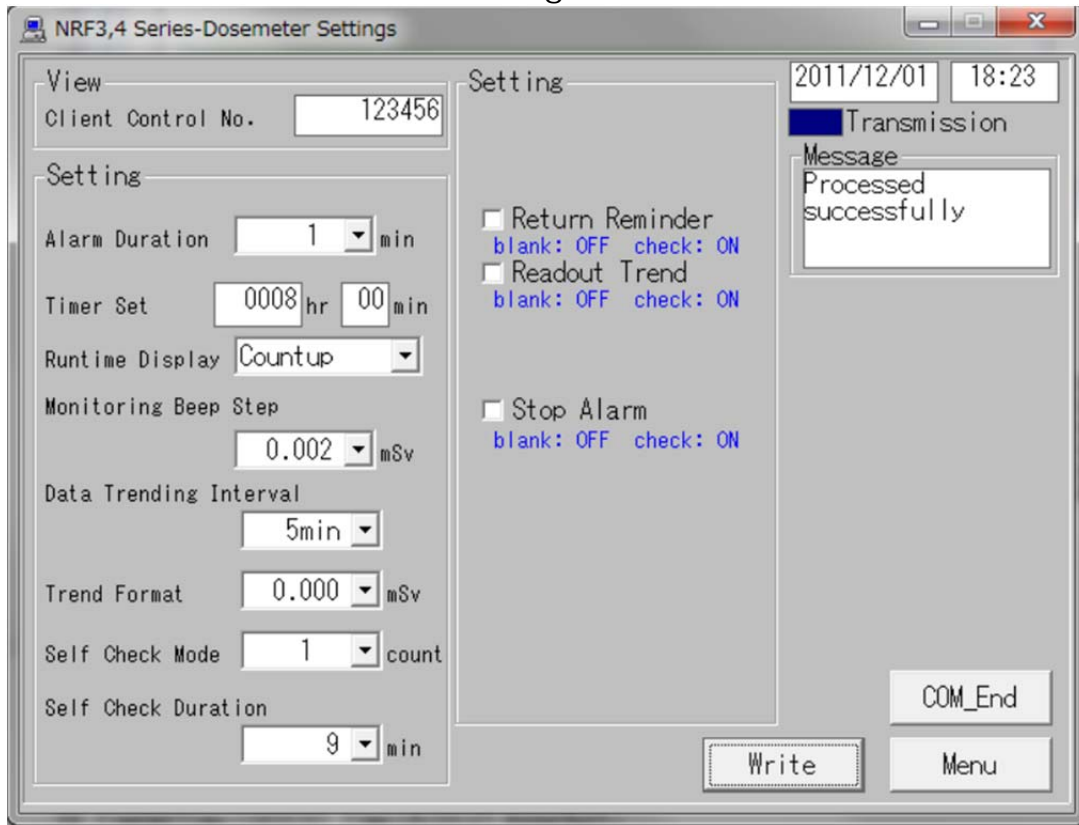 NRF3,4 Series-Dosemeter Settings
View
Client Control No. 123456
Setting
Alarm Duration 1 min
Timer Set 0008 hr 00 min
Runtime Display Countup
Monitoring Beep Step
0.002 mSv
Data Trending Interval
5min
Trend Format 0.000 mSv
Self Check Mode 1 count
Self Check Duration
9 min
Setting
Return Reminder
blank: OFF check: ON
Readout Trend
blank: OFF check: ON
Stop Alarm
blank: OFF check: ON
2011/12/01 18:23
Transmission
Message
Processed
successfully
COM_End
Write Menu